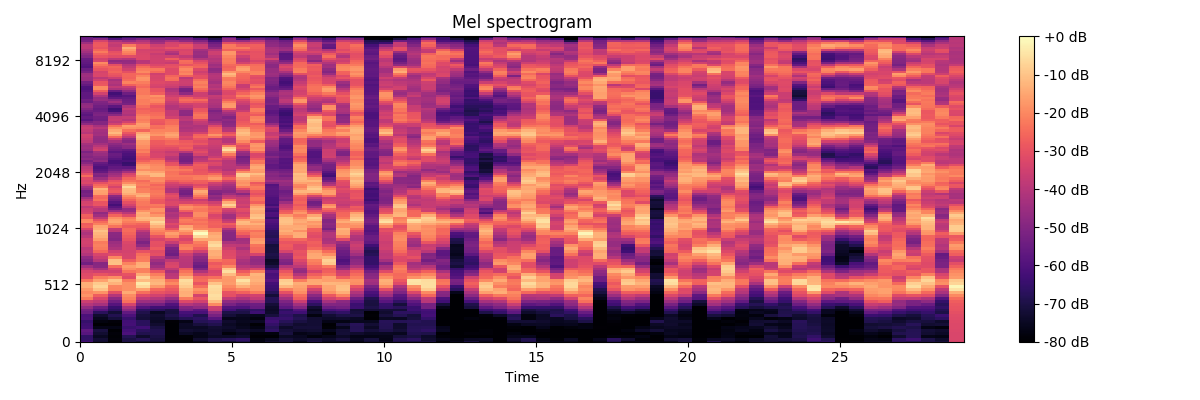 Mel spectrogram
Hz
8192
4096
2048
1024
512
0
0 5 10 15 20 25
Time
+0 dB
-10 dB
-20 dB
-30 dB
-40 dB
-50 dB
-60 dB
-70 dB
-80 dB